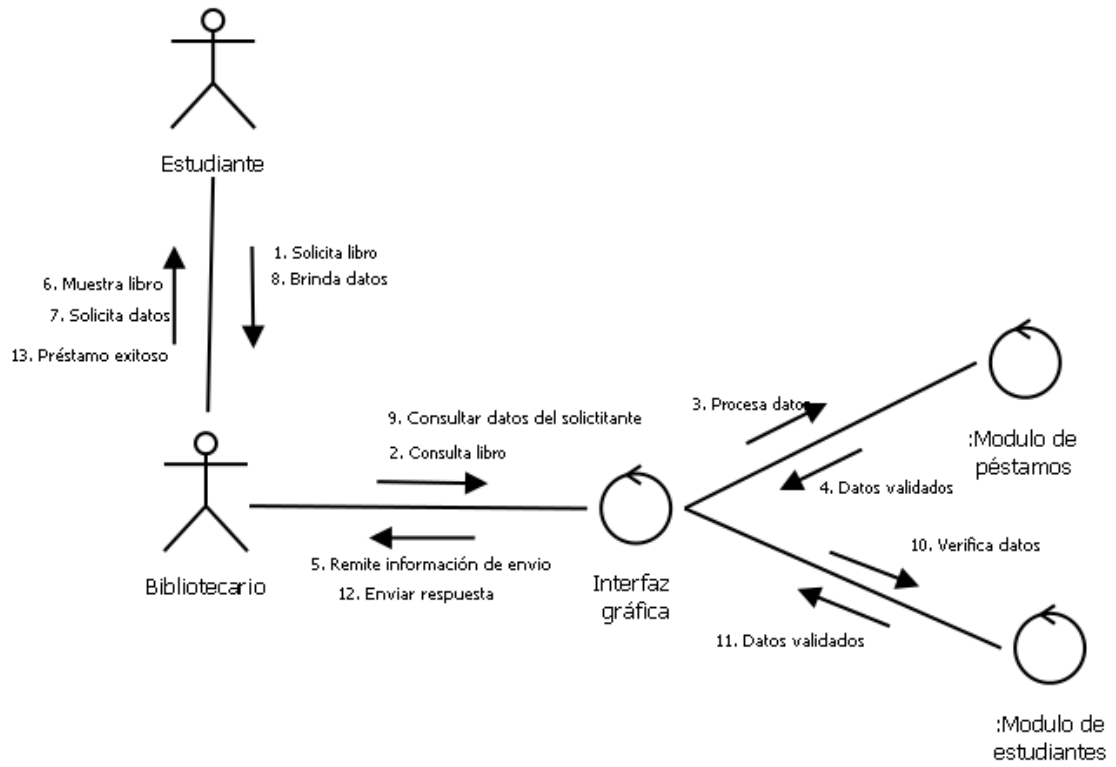 Estudiante
1. Solicita libro
8. Brinda datos
6. Muestra libro
7. Solicita datos
13. Préstamo exitoso
9. Consultar datos del solictitante
2. Consulta libro
3. Procesa datos
:Modulo de
péstamos
4. Datos validados
5. Remite información de envio
12. Enviar respuesta
Bibliotecario
Interfaz
gráfica
10. Verifica datos
11. Datos validados
:Modulo de
estudiantes